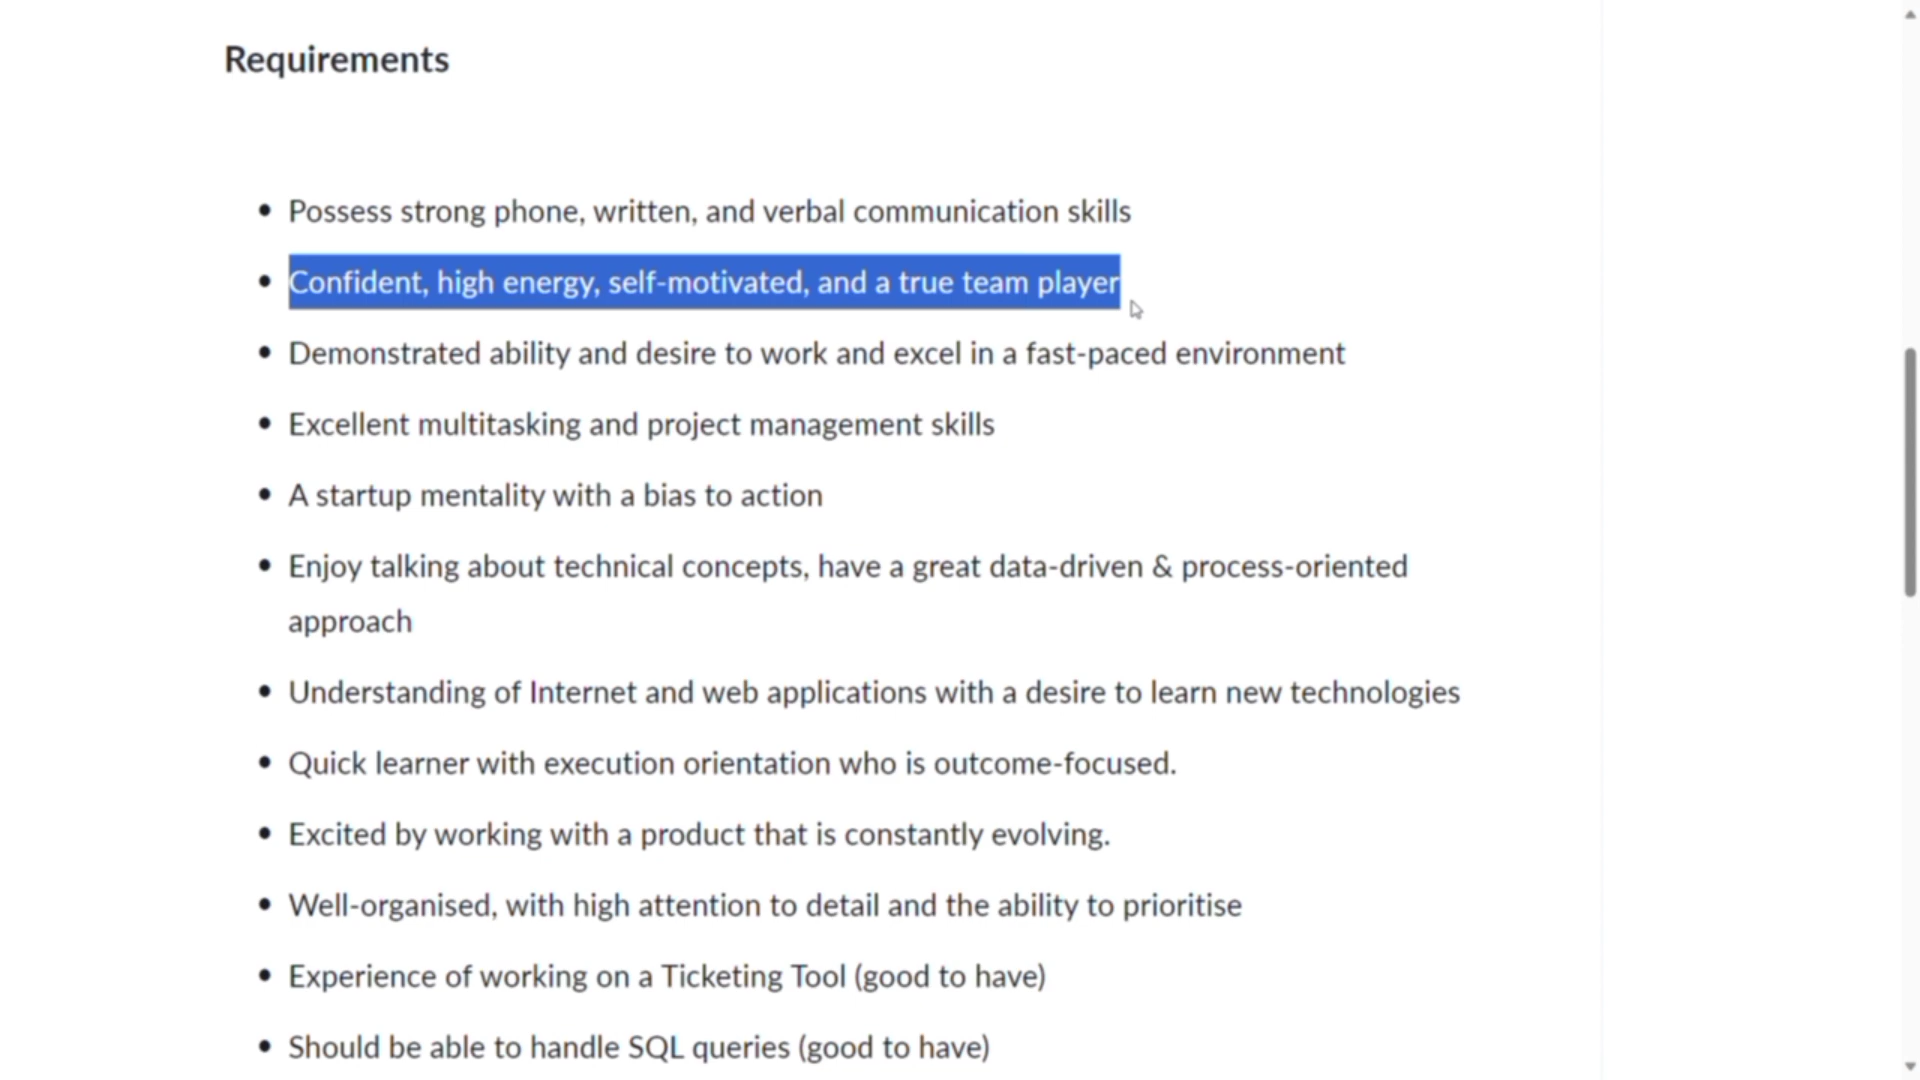 Requirements
Possess strong phone, written, and verbal communication skills
Confident, high energy, self-motivated, and a true team player
Demonstrated ability and desire to work and excel in a fast-paced environment
Excellent multitasking and project management skills
A startup mentality with a bias to action
Enjoy talking about technical concepts, have a great data-driven & process-oriented
approach
Understanding of Internet and web applications with a desire to learn new technologies
Quick learner with execution orientation who is outcome-focused.
Excited by working with a product that is constantly evolving.
Well-organised, with high attention to detail and the ability to prioritise
Experience of working on a Ticketing Tool (good to have)
Should be able to handle SQL queries (good to have)